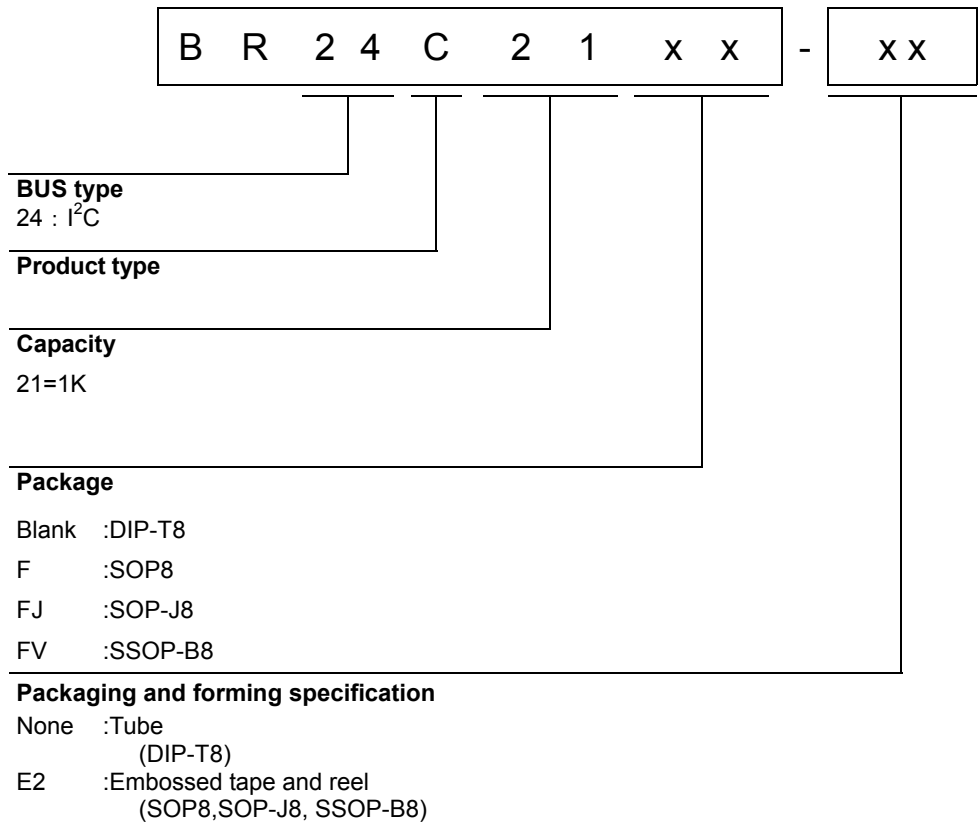 B R 2 4 C 2 1 x x - x x
BUS type
24 : I²C
Product type
Capacity
21=1K
Package
Blank :DIP-T8
F :SOP8
FJ :SOP-J8
FV :SSOP-B8
Packaging and forming specification
None :Tube
(DIP-T8)
E2 :Embossed tape and reel
(SOP8,SOP-J8, SSOP-B8)